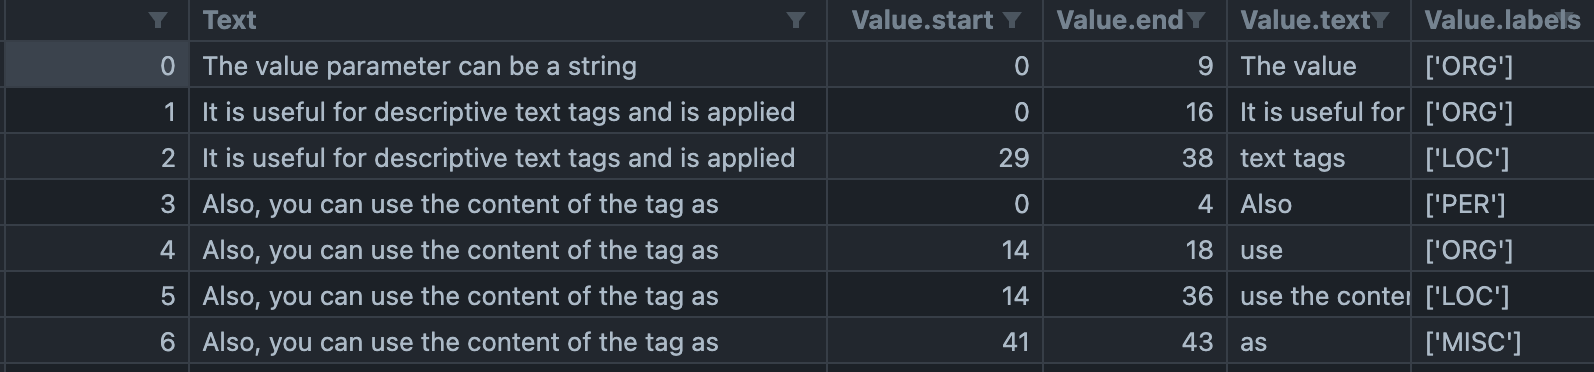 Text Value.start Value.end Value.text Value.labels
0 The value parameter can be a string 0 9 The value ['ORG']
1 It is useful for descriptive text tags and is applied 0 16 It is useful for ['ORG']
2 It is useful for descriptive text tags and is applied 29 38 text tags ['LOC']
3 Also, you can use the content of the tag as 0 4 Also ['PER']
4 Also, you can use the content of the tag as 14 18 use ['ORG']
5 Also, you can use the content of the tag as 14 36 use the conter ['LOC']
6 Also, you can use the content of the tag as 41 43 as ['MISC']